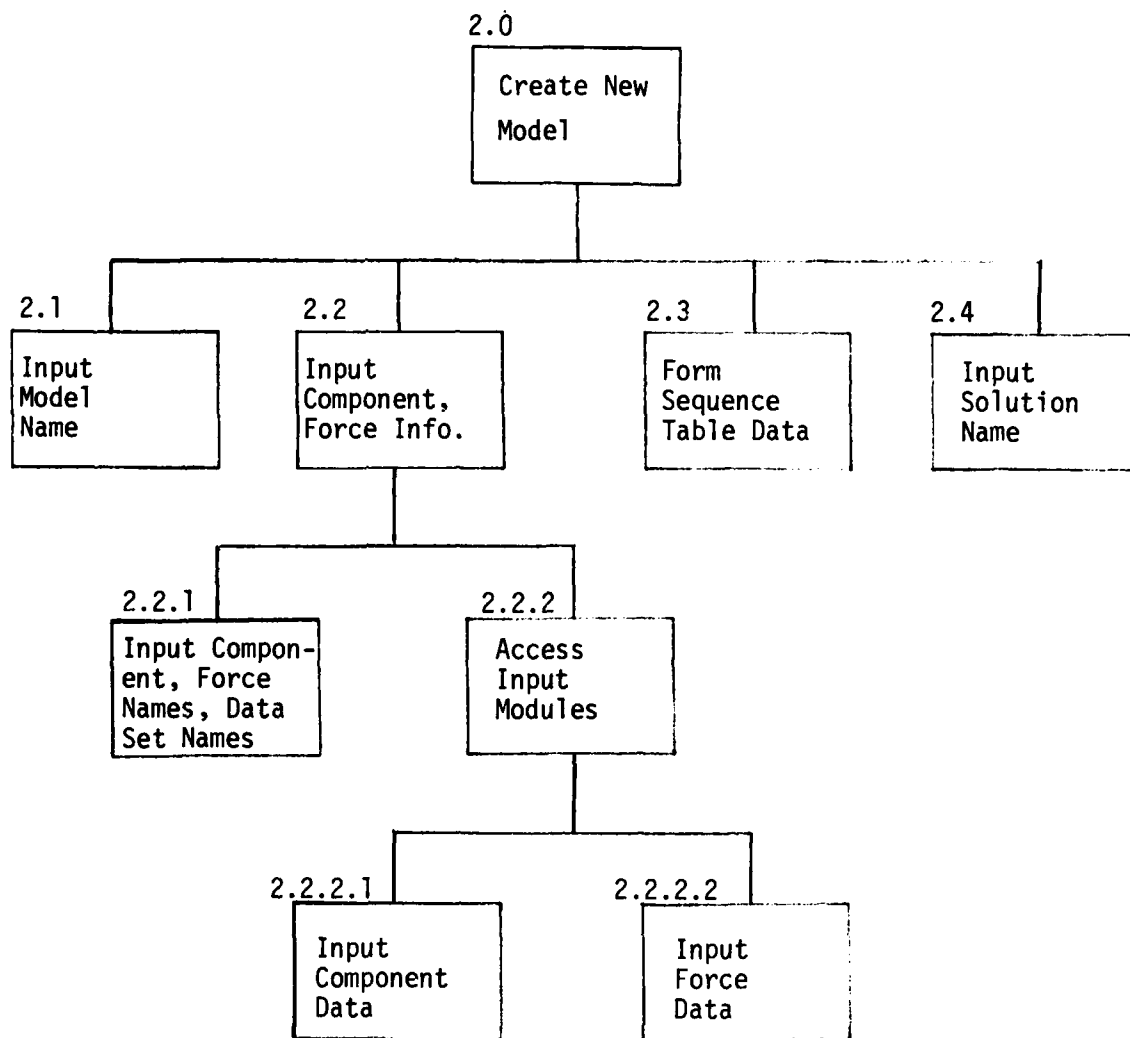 2.0
Create New
Model
2.1
Input
Model
Name
2.2
Input
Component,
Force Info.
2.3
Form
Sequence
Table Data
2.4
Input
Solution
Name
2.2.1
Input Compon-
ent, Force
Names, Data
Set Names
2.2.2
Access
Input
Modules
2.2.2.1
Input
Component
Data
2.2.2.2
Input
Force
Data